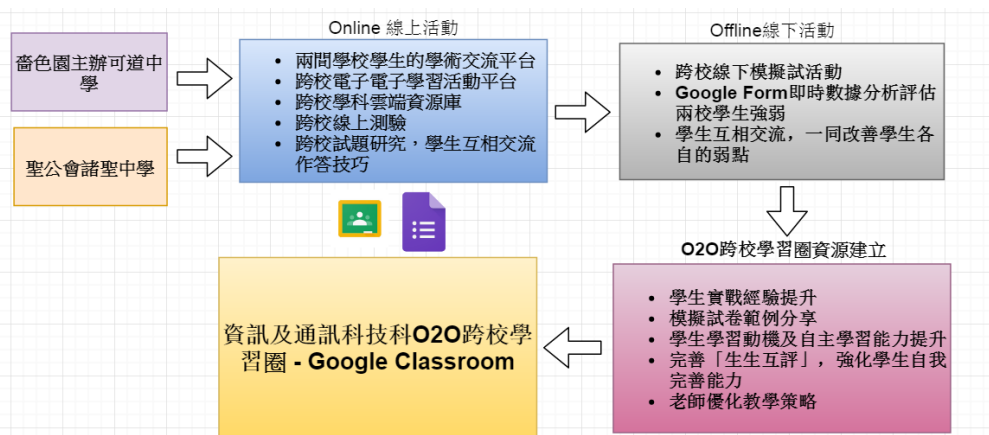 Online 線上活動
Offline線下活動
嗇色園主辦可道中
學
聖公會諸聖中學
• 兩間學校學生的學術交流平台
• 跨校電子電子學習活動平台
• 跨校學科雲端資源庫
• 跨校線上測驗
• 跨校試題研究，學生互相交流
作答技巧
• 跨校線下模擬試活動
• Google Form即時數據分析評估
兩校學生強弱
• 學生互相交流，一同改善學生各
自的弱點
O2O跨校學習圈資源建立
• 學生實戰經驗提升
• 模擬試卷範例分享
• 學生學習動機及自主學習能力提升
• 完善「生生互評」，強化學生自我
完善能力
• 老師優化教學策略
資訊及通訊科技科O2O跨校學
習圈 - Google Classroom